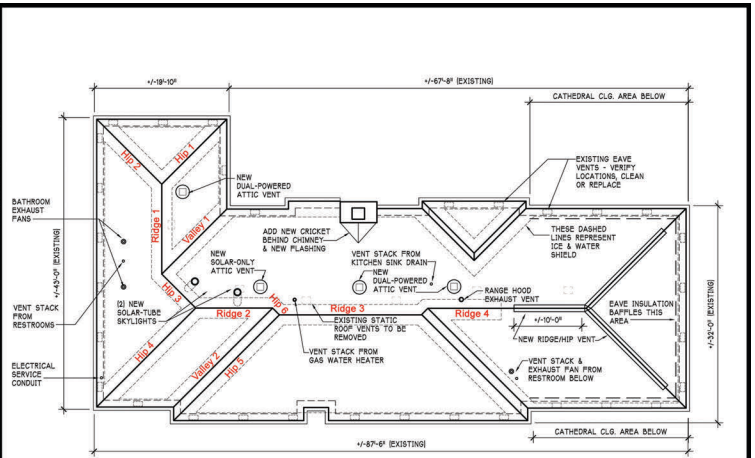 +/-19'-10"
+/-67'-8" (EXISTING)
CATHEDRAL CLG. AREA BELOW
+/-45'-0" (EXISTING)
Hip 2
Hip 1
Ridge 1
Valley 1
Hip 3
Hip 4
Ridge 2
Valley 2
Hip 5
Hip 6
Ridge 3
Ridge 4
NEW
DUAL-POWERED
ATTIC VENT
EXISTING EAVE
VENTS - VERIFY
LOCATIONS, CLEAN
OR REPLACE
BATHROOM
EXHAUST
FANS
ADD NEW CRICKET
BEHIND CHIMNEY
& NEW FLASHING
THESE DASHED
LINES REPRESENT
ICE & WATER
SHIELD
NEW
SOLAR-ONLY
ATTIC VENT
VENT STACK FROM
KITCHEN SINK DRAIN
NEW
DUAL-POWERED
ATTIC VENT
RANGE HOOD
EXHAUST VENT
VENT STACK
FROM
RESTROOMS
(2) NEW
SOLAR-TUBE
SKYLIGHTS
EAVE INSULATION
BAFFLES THIS
AREA
+/-32'-0" (EXISTING)
+/-10'-0"
EXISTING STATIC
ROOF VENTS TO BE
REMOVED
NEW RIDGE/HIP VENT
VENT STACK FROM
GAS WATER HEATER
VENT STACK &
EXHAUST FAN FROM
RESTROOM BELOW
ELECTRICAL
SERVICE
CONDUIT
CATHEDRAL CLG. AREA BELOW
+/-87'-6" (EXISTING)